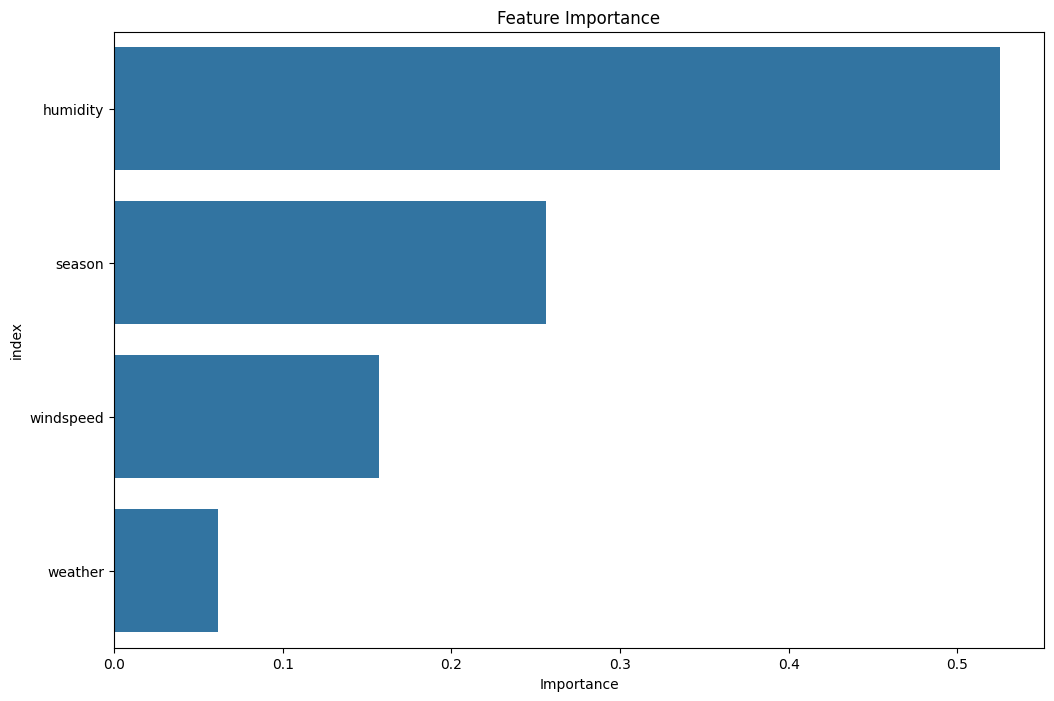 Feature Importance
humidity
season
windspeed
weather
index
0.0 0.1 0.2 0.3 0.4 0.5
Importance